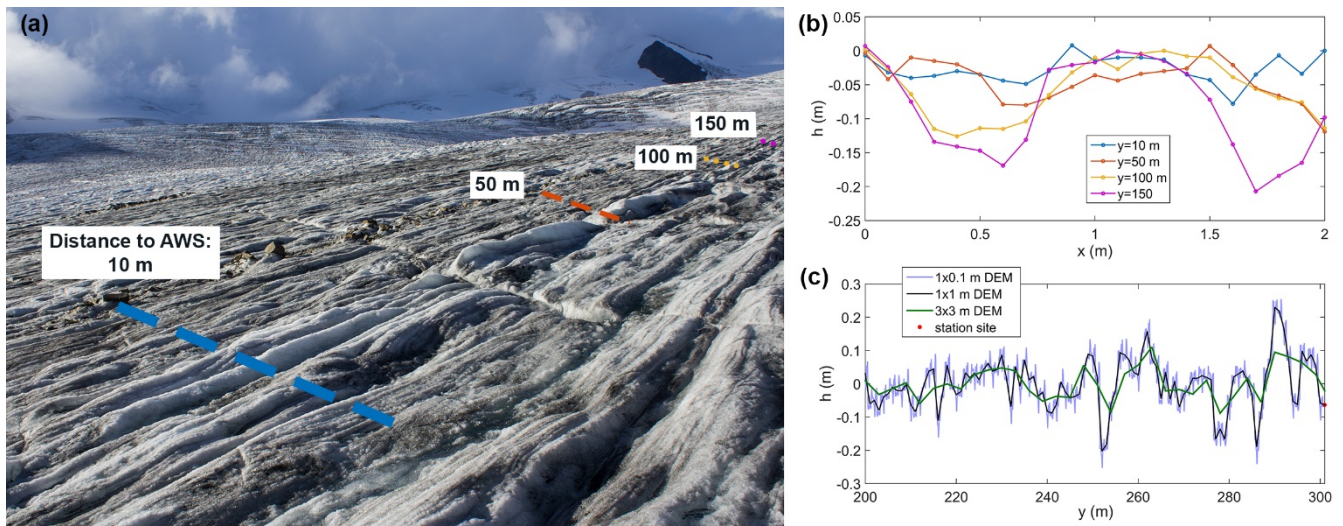 (a)
150 m
100 m
50 m
Distance to AWS:
10 m
(b)
0.05
0
-0.05
-0.1
-0.15
-0.2
-0.25
h (m)
y=10 m
y=50 m
y=100 m
y=150
0
0.5
1
1.5
2
x (m)
(c)
1x0.1 m DEM
1x1 m DEM
3x3 m DEM
station site
0.3
0.2
0.1
0
-0.1
-0.2
-0.3
h (m)
200
220
240
260
280
300
y (m)